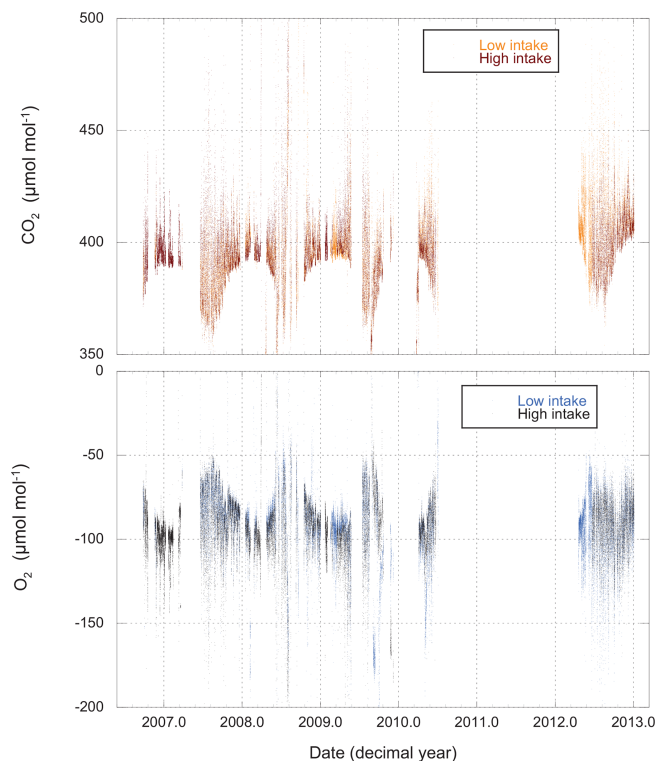 500
450
400
350
CO2 (μmol mol-1)
Low intake
High intake
0
-50
-100
-150
-200
O2 (μmol mol-1)
Low intake
High intake
2007.0 2008.0 2009.0 2010.0 2011.0 2012.0 2013.0
Date (decimal year)